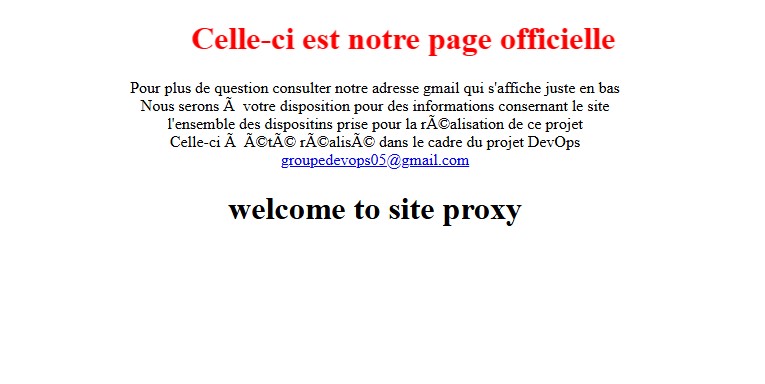 Celle-ci est notre page officielle
Pour plus de question consulter notre adresse gmail qui s'affiche juste en bas
Nous serons Ã  votre disposition pour des informations consernant le site
l'ensemble des dispositins prise pour la rÃ©alisation de ce projet
Celle-ci Ã  Ã©tÃ© rÃ©alisÃ© dans le cadre du projet DevOps
groupedevops05@gmail.com
welcome to site proxy